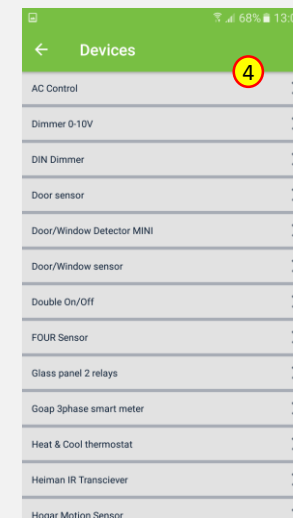 68% 13:0
Devices
4
AC Control
Dimmer 0-10V
DIN Dimmer
Door sensor
Door/Window Detector MINI
Door/Window sensor
Double On/Off
FOUR Sensor
Glass panel 2 relays
Goap 3phase smart meter
Heat & Cool thermostat
Heiman IR Transciever
Hogar Motion Sensor